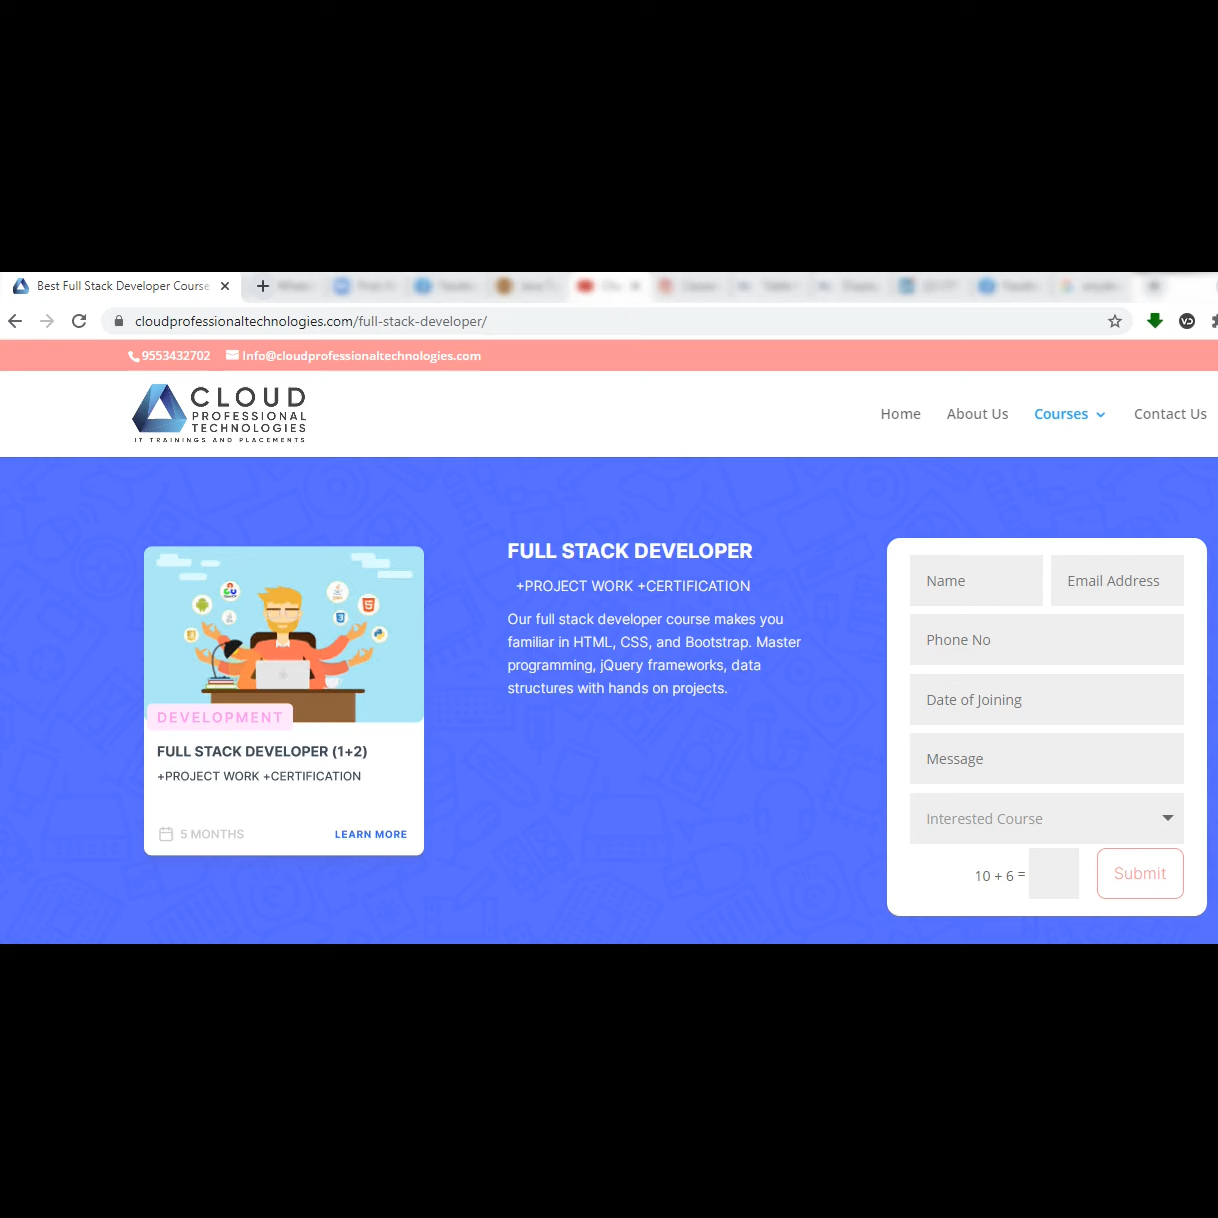 Best Full Stack Developer Course
cloudprofessionaltechnologies.com/full-stack-developer/
9553432702 Info@cloudprofessionaltechnologies.com
CLOUD
PROFESSIONAL
TECHNOLOGIES
IT TRAININGS AND PLACEMENTS
Home About Us Courses Contact Us
DEVELOPMENT
FULL STACK DEVELOPER (1+2)
+PROJECT WORK +CERTIFICATION
5 MONTHS LEARN MORE
FULL STACK DEVELOPER
+PROJECT WORK +CERTIFICATION
Our full stack developer course makes you
familiar in HTML, CSS, and Bootstrap. Master
programming, jQuery frameworks, data
structures with hands on projects.
Name Email Address
Phone No
Date of Joining
Message
Interested Course
10 + 6 = Submit